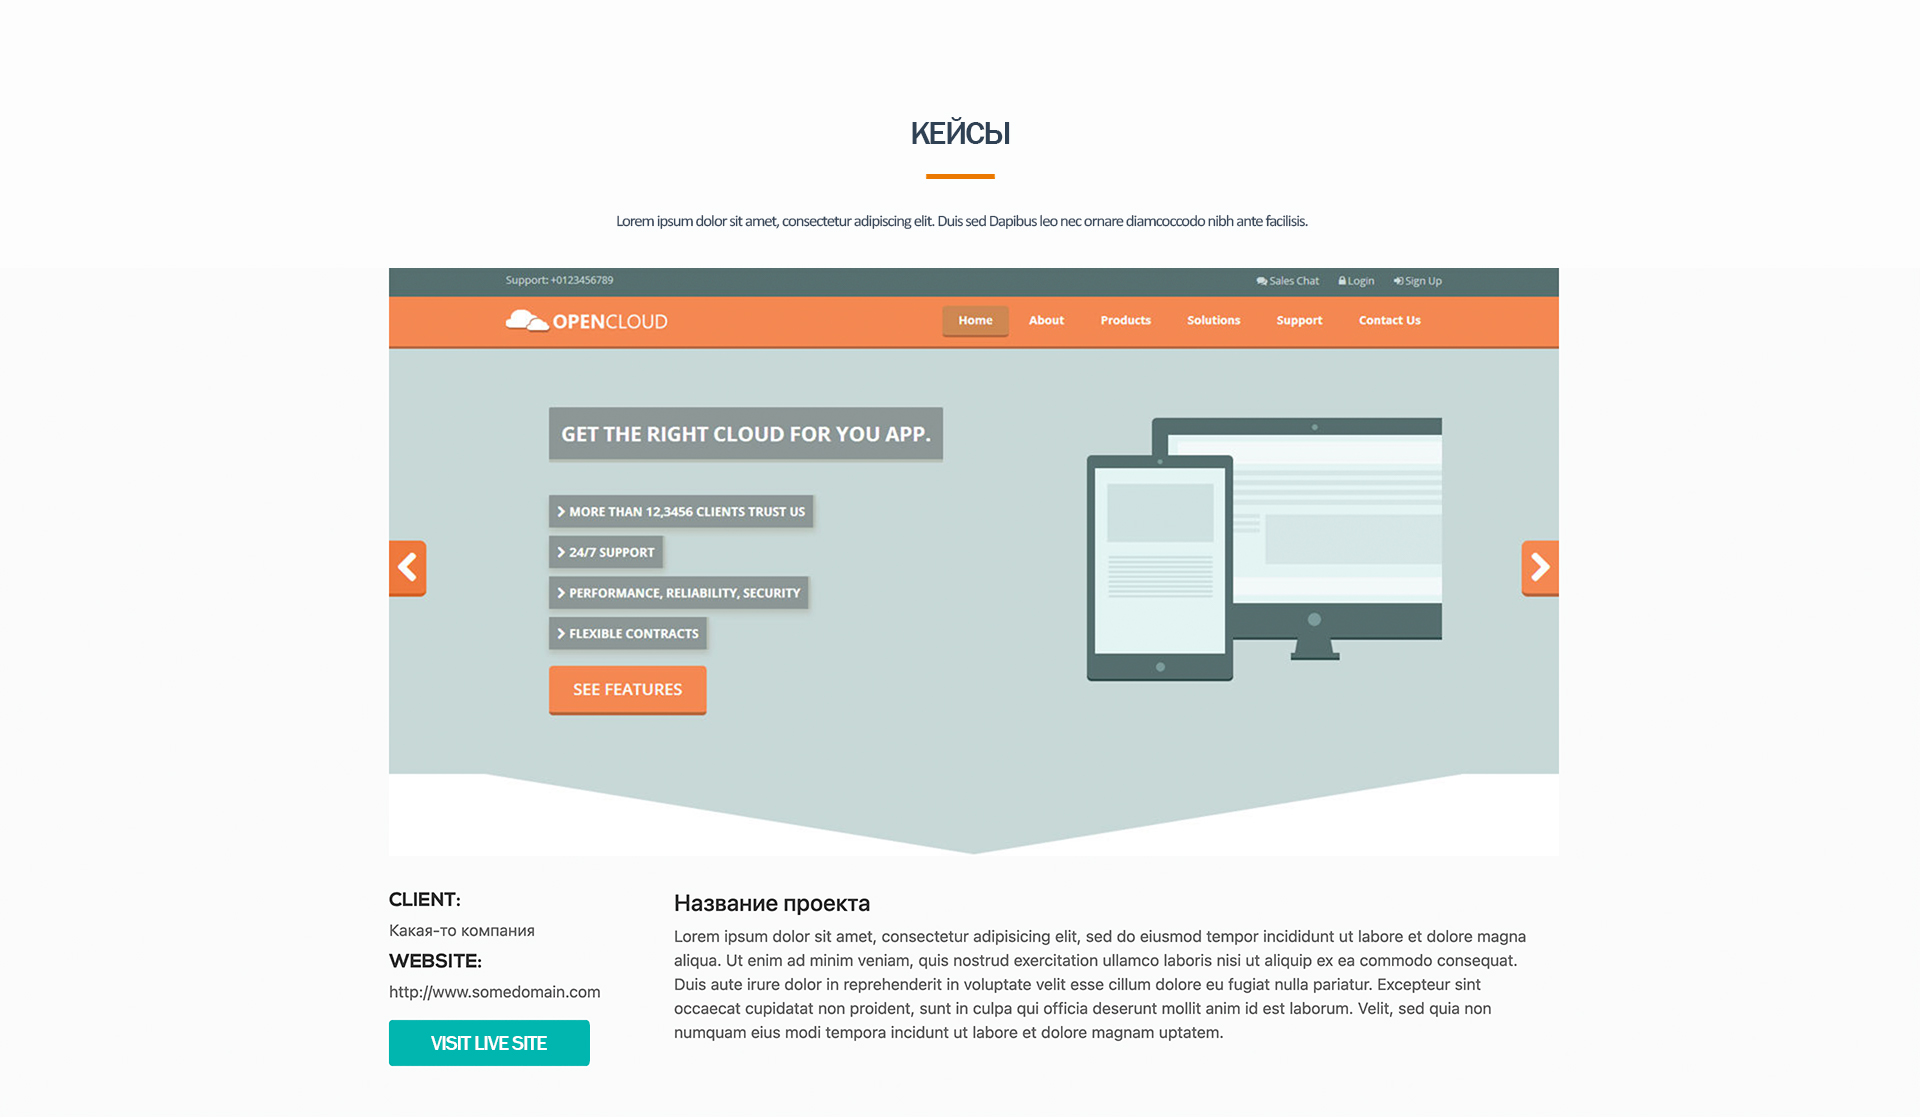 КЕЙСЫ
Lorem ipsum dolor sit amet, consectetur adipiscing elit. Duis sed Dapibus leo nec ornare diamcoccodo nibh ante facilisis.
Support: +0123456789
Sales Chat Login Sign Up
OPENCLOUD
Home About Products Solutions Support Contact Us
GET THE RIGHT CLOUD FOR YOU APP.
MORE THAN 12,3456 CLIENTS TRUST US
24/7 SUPPORT
PERFORMANCE, RELIABILITY, SECURITY
FLEXIBLE CONTRACTS
SEE FEATURES
CLIENT:
Какая-то компания
WEBSITE:
http://www.somedomain.com
VISIT LIVE SITE
Название проекта
Lorem ipsum dolor sit amet, consectetur adipisicing elit, sed do eiusmod tempor incididunt ut labore et dolore magna
aliqua. Ut enim ad minim veniam, quis nostrud exercitation ullamco laboris nisi ut aliquip ex ea commodo consequat.
Duis aute irure dolor in reprehenderit in voluptate velit esse cillum dolore eu fugiat nulla pariatur. Excepteur sint
occaecat cupidatat non proident, sunt in culpa qui officia deserunt mollit anim id est laborum. Velit, sed quia non
numquam eius modi tempora incidunt ut labore et dolore magnam uptatem.